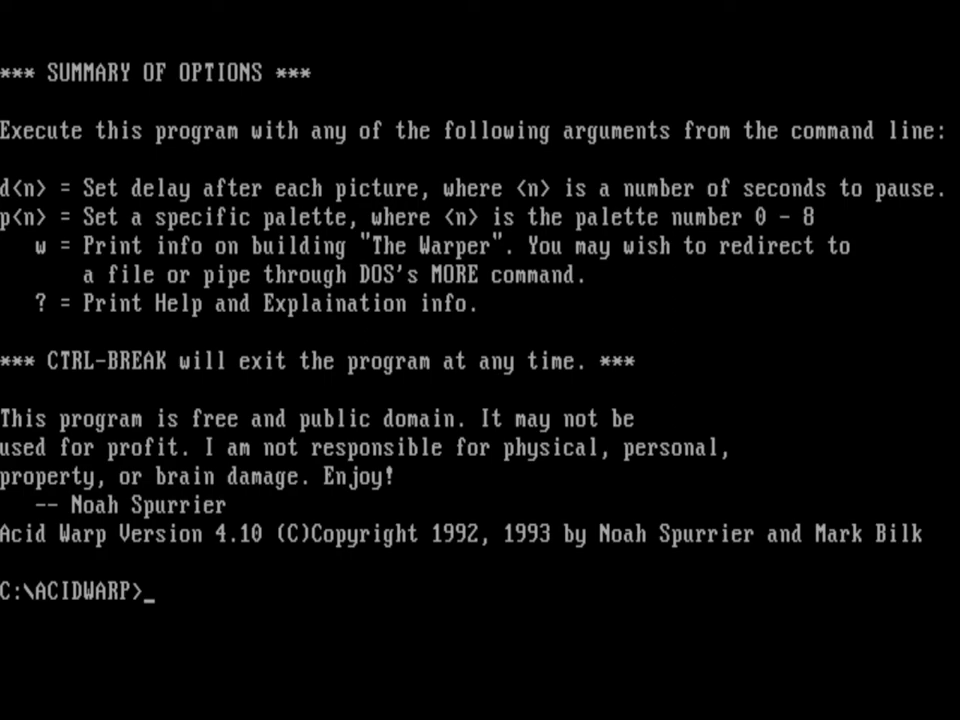 *** SUMMARY OF OPTIONS ***
Execute this program with any of the following arguments from the command line:
d<n> = Set delay after each picture, where <n> is a number of seconds to pause.
p<n> = Set a specific palette, where <n> is the palette number 0 - 8
w = Print info on building "The Warper". You may wish to redirect to
a file or pipe through DOS's MORE command.
? = Print Help and Explaination info.
*** CTRL-BREAK will exit the program at any time. ***
This program is free and public domain. It may not be
used for profit. I am not responsible for physical, personal,
property, or brain damage. Enjoy!
-- Noah Spurrier
Acid Warp Version 4.10 (C)Copyright 1992, 1993 by Noah Spurrier and Mark Bilk
C:\ACIDWARP>_